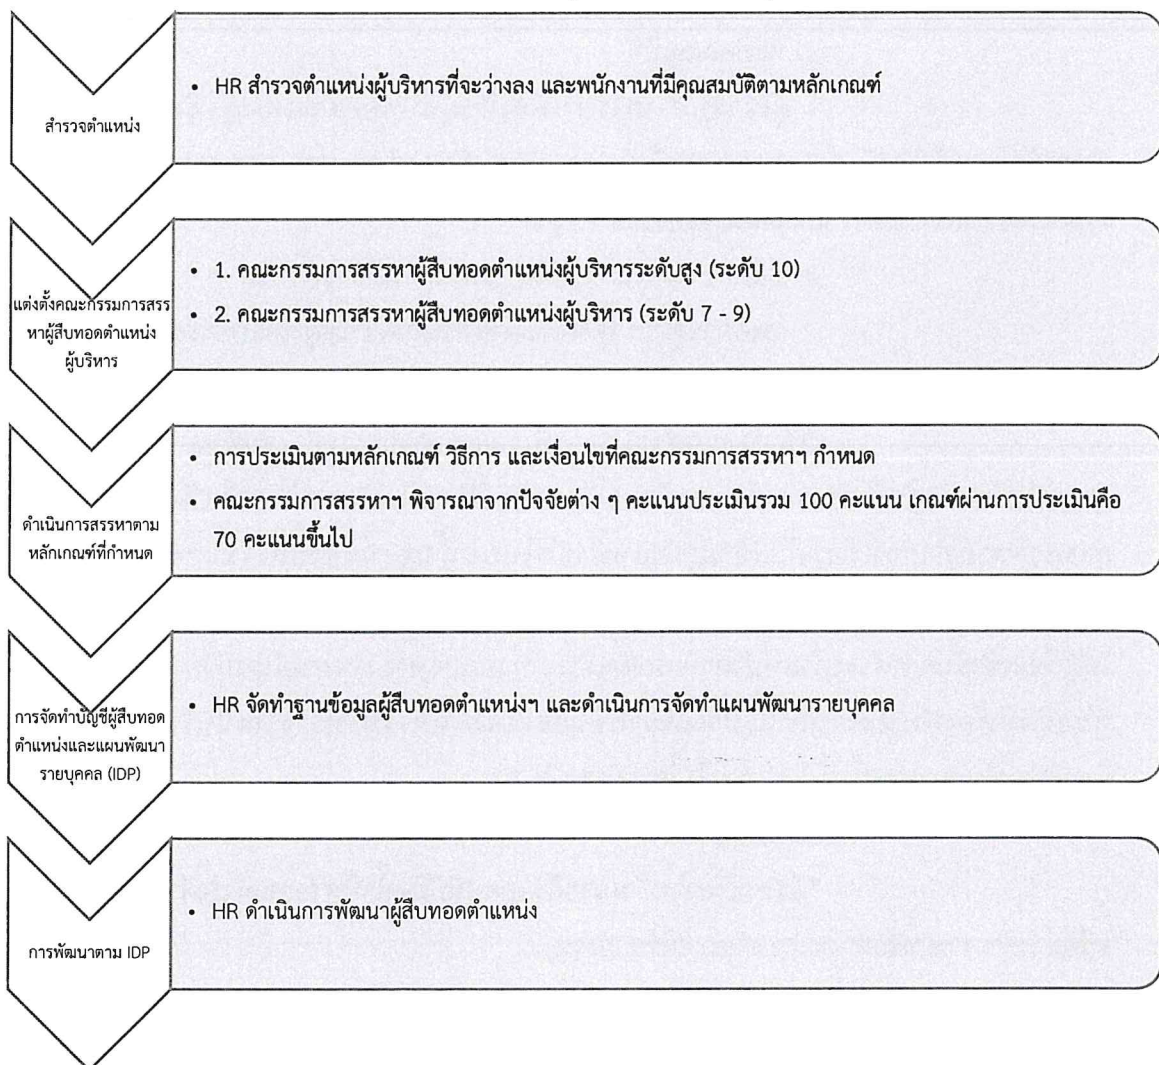 สำรวจตำแหน่ง
• HR สำรวจตำแหน่งผู้บริหารที่จะว่างลง และพนักงานที่มีคุณสมบัติตามหลักเกณฑ์
แต่งตั้งคณะกรรมการสรร
หาผู้สืบทอดตำแหน่ง
ผู้บริหาร
• 1. คณะกรรมการสรรหาผู้สืบทอดตำแหน่งผู้บริหารระดับสูง (ระดับ 10)
• 2. คณะกรรมการสรรหาผู้สืบทอดตำแหน่งผู้บริหาร (ระดับ 7 - 9)
ดำเนินการสรรหาตาม
หลักเกณฑ์ที่กำหนด
• การประเมินตามหลักเกณฑ์ วิธีการ และเงื่อนไขที่คณะกรรมการสรรหาฯ กำหนด
• คณะกรรมการสรรหาฯ พิจารณาจากปัจจัยต่าง ๆ คะแนนประเมินรวม 100 คะแนน เกณฑ์ผ่านการประเมินคือ
70 คะแนนขึ้นไป
การจัดทำบัญชีผู้สืบทอด
ตำแหน่งและแผนพัฒนา
รายบุคคล (IDP)
• HR จัดทำฐานข้อมูลผู้สืบทอดตำแหน่งฯ และดำเนินการจัดทำแผนพัฒนารายบุคคล
การพัฒนาตาม IDP
• HR ดำเนินการพัฒนาผู้สืบทอดตำแหน่ง